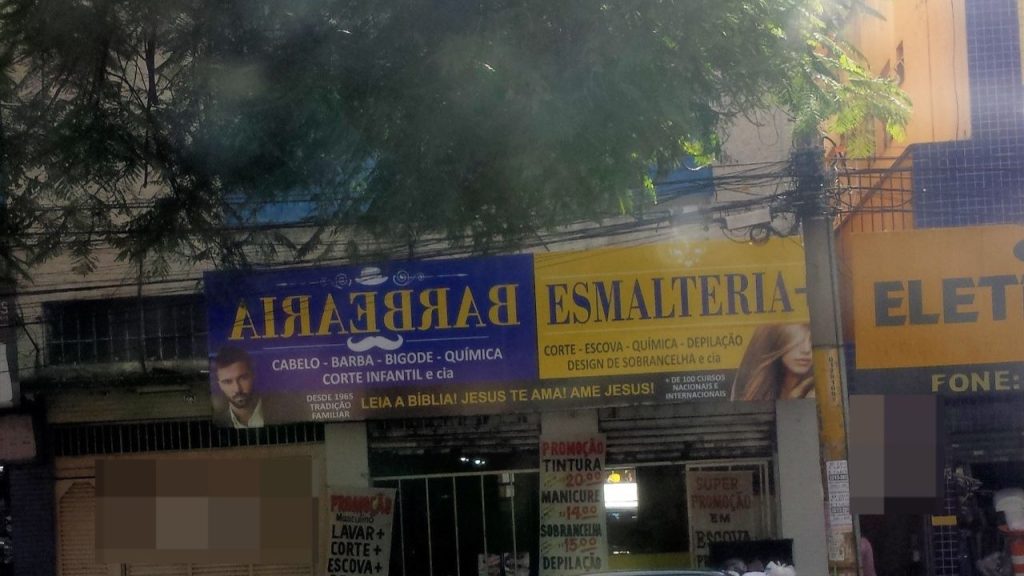 BARBEARIA
CABELO - BARBA - BIGODE - QUÍMICA
CORTE INFANTIL e cia
DESDE 1965
TRADIÇÃO
FAMILIAR
ESMALTERIA
CORTE - ESCOVA - QUÍMICA - DEPILAÇÃO
DESIGN DE SOBRANCELHA e cia
LEIA A BÍBLIA! JESUS TE AMA! AME JESUS!
+ DE 100 CURSOS
NACIONAIS E
INTERNACIONAIS
ELET
FONE:
PROMOÇÃO
MASCULINO
LAVAR +
CORTE +
ESCOVA +
PROMOÇÃO
TINTURA
20,00
MANICURE
14,00
SOBRANCELHA
15,00
DEPILAÇÃO
SUPER
PROMOÇÃO
EM
ESCOVA